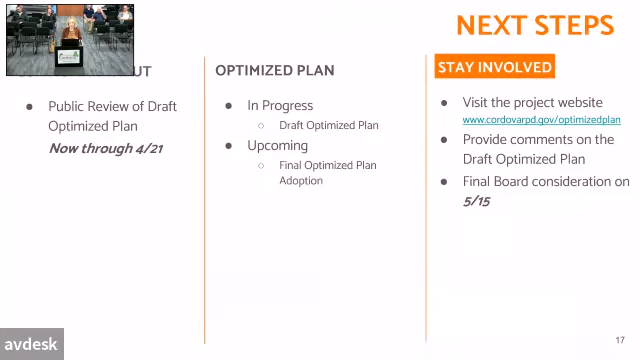 NEXT STEPS
UT
● Public Review of Draft
Optimized Plan
Now through 4/21
OPTIMIZED PLAN
● In Progress
○ Draft Optimized Plan
● Upcoming
○ Final Optimized Plan
Adoption
STAY INVOLVED
● Visit the project website
www.cordovarpd.gov/optimizedplan
● Provide comments on the
Draft Optimized Plan
● Final Board consideration on
5/15
avdesk
17